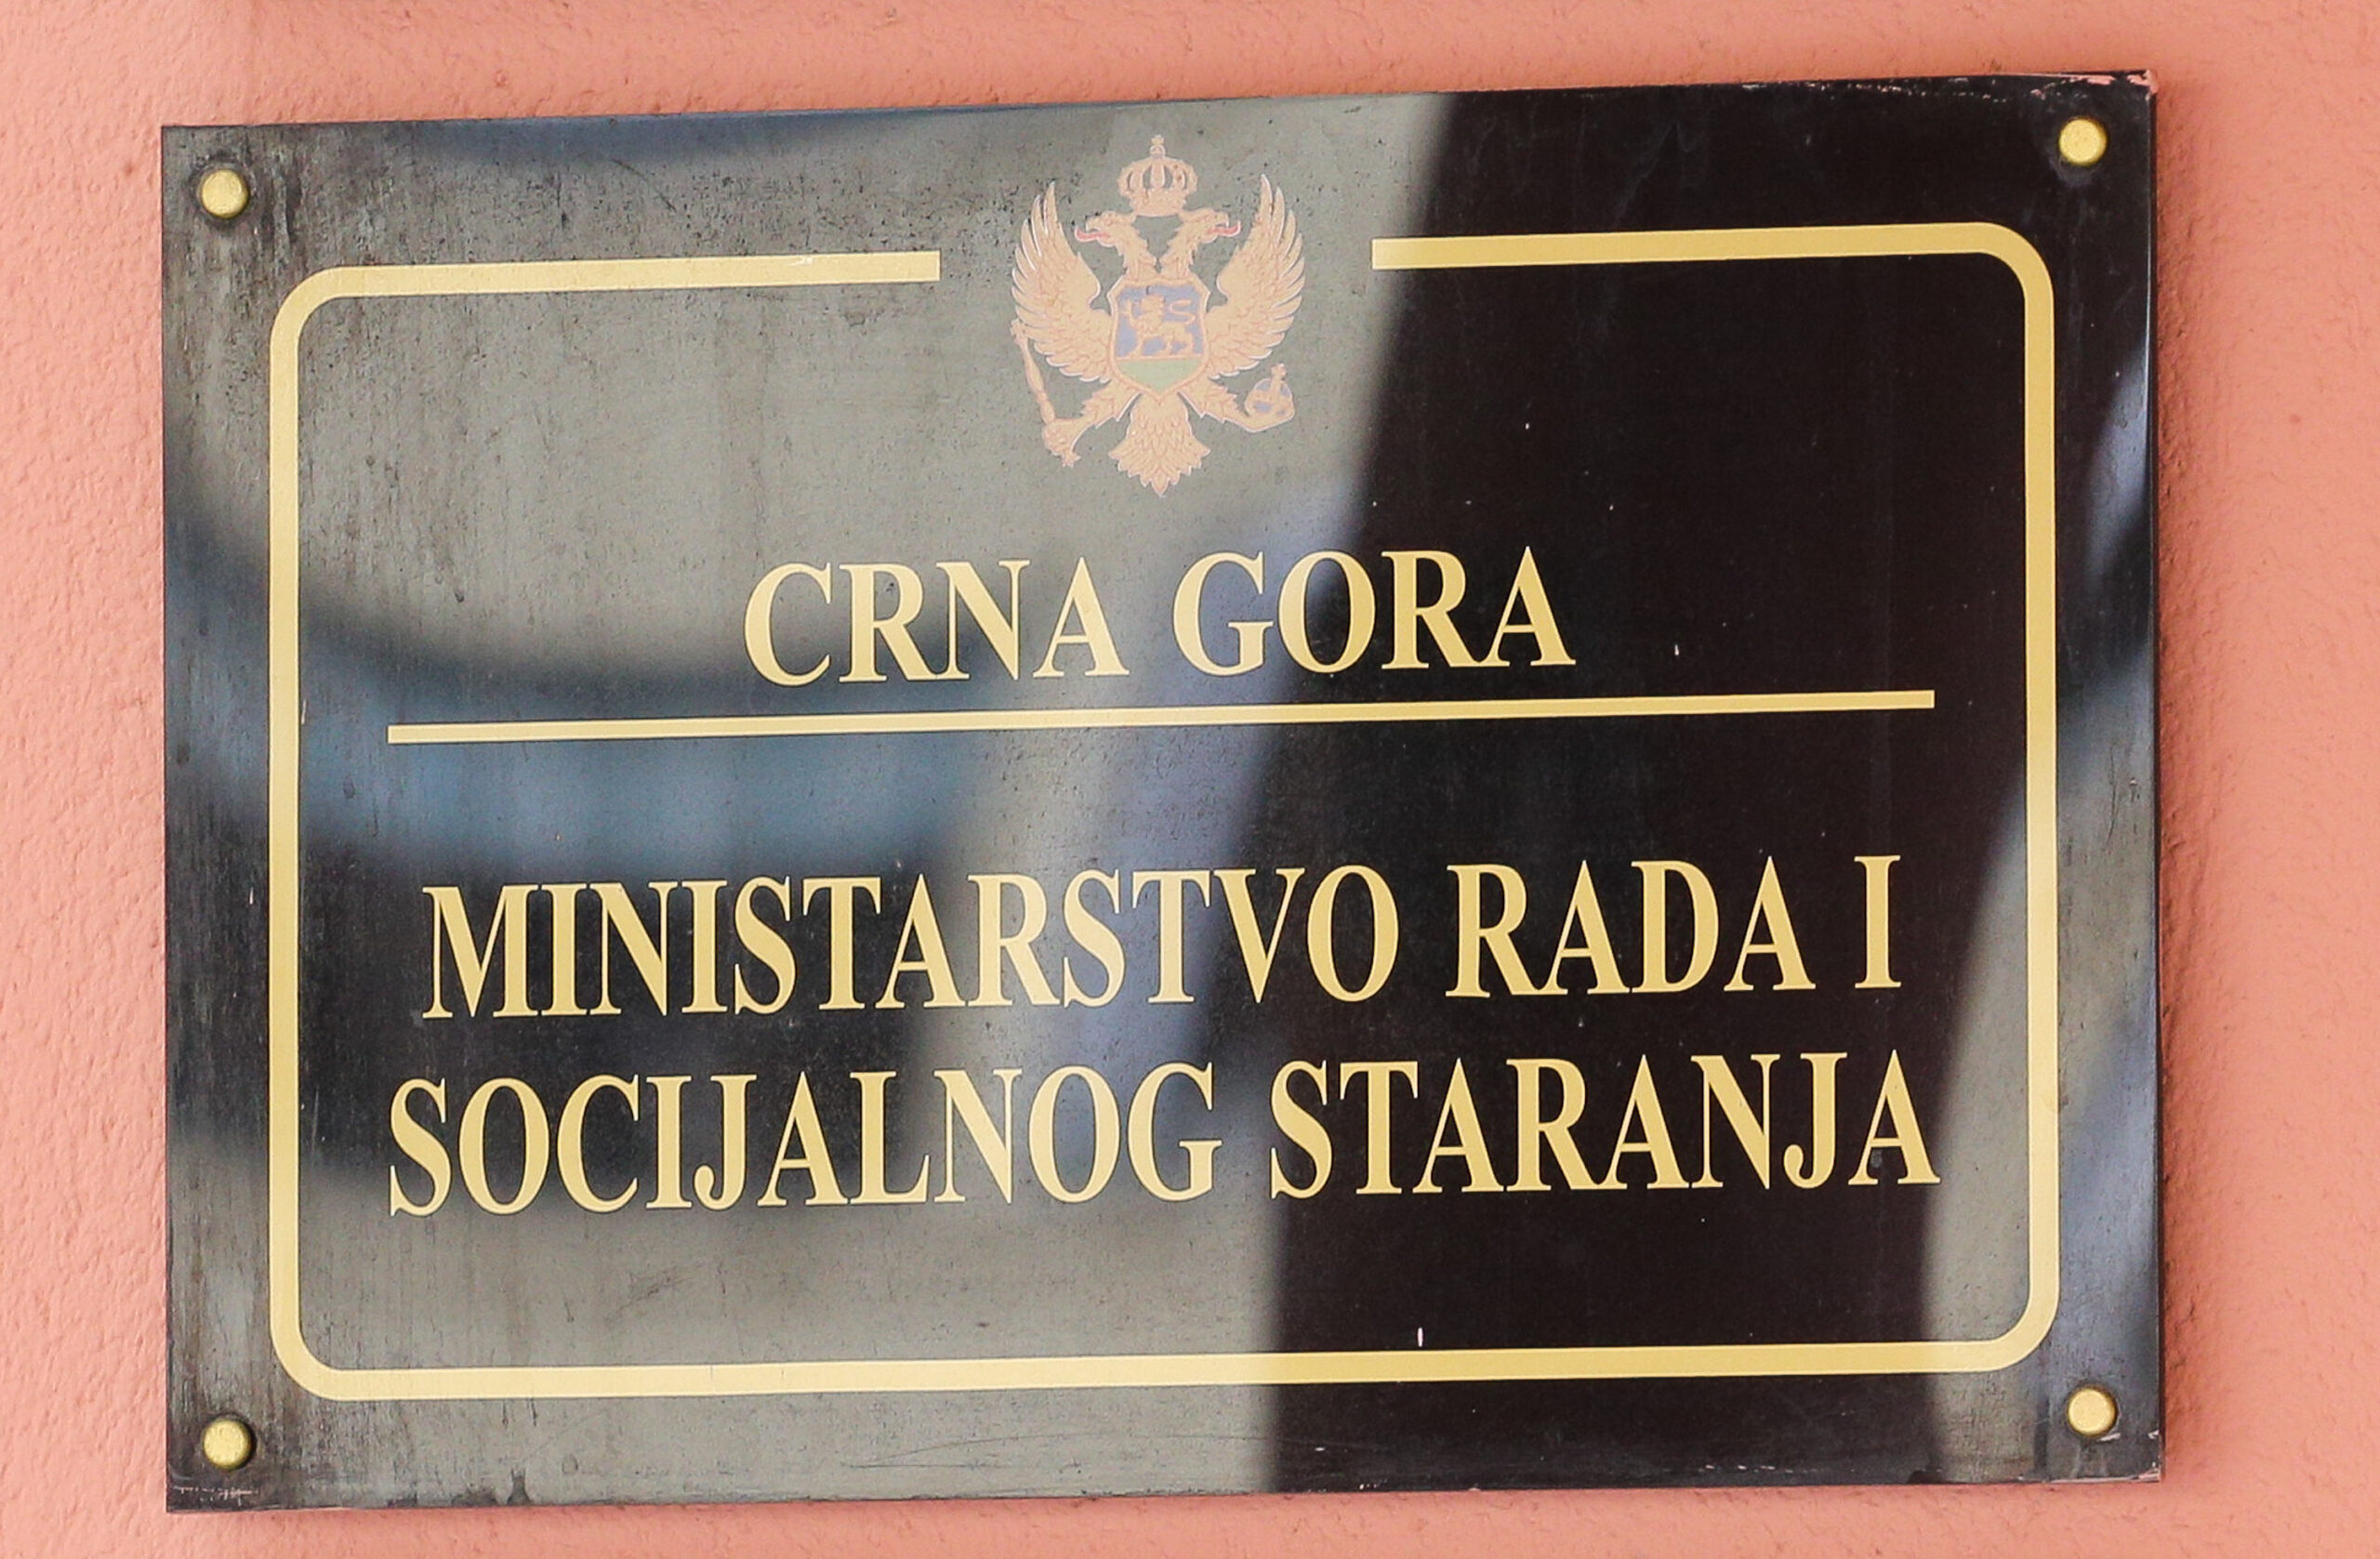 CRNA GORA
MINISTARSTVO RADA I
SOCIJALNOG STARANJA